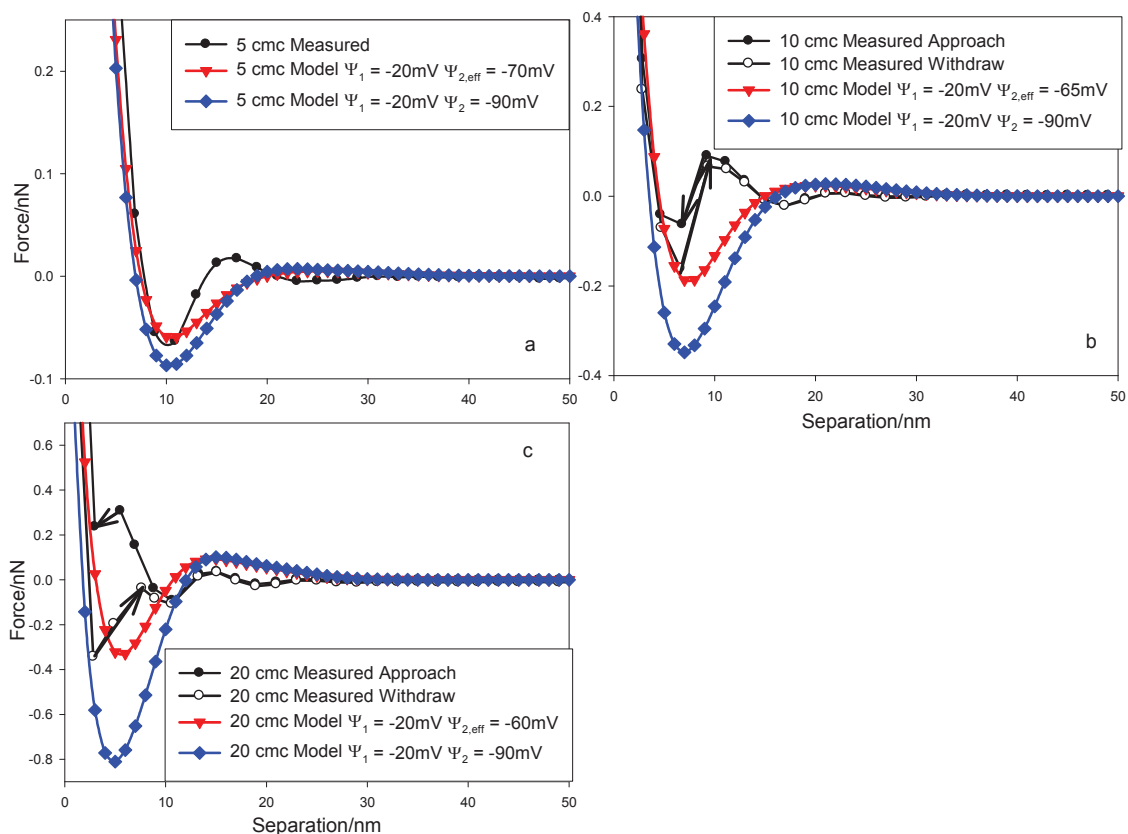 5 cmc Measured
5 cmc Model Ψ1 = -20mV Ψ2,eff = -70mV
5 cmc Model Ψ1 = -20mV Ψ2 = -90mV
Force/nN
0.2
0.1
0.0
-0.1
0 10 20 30 40 50
a
10 cmc Measured Approach
10 cmc Measured Withdraw
10 cmc Model Ψ1 = -20mV Ψ2,eff = -65mV
10 cmc Model Ψ1 = -20mV Ψ2 = -90mV
0.4
0.2
0.0
-0.2
-0.4
b
0 10 20 30 40 50
Separation/nm
c
Force/nN
0.6
0.4
0.2
0.0
-0.2
-0.4
-0.6
-0.8
20 cmc Measured Approach
20 cmc Measured Withdraw
20 cmc Model Ψ1 = -20mV Ψ2,eff = -60mV
20 cmc Model Ψ1 = -20mV Ψ2 = -90mV
0 10 20 30 40 50
Separation/nm